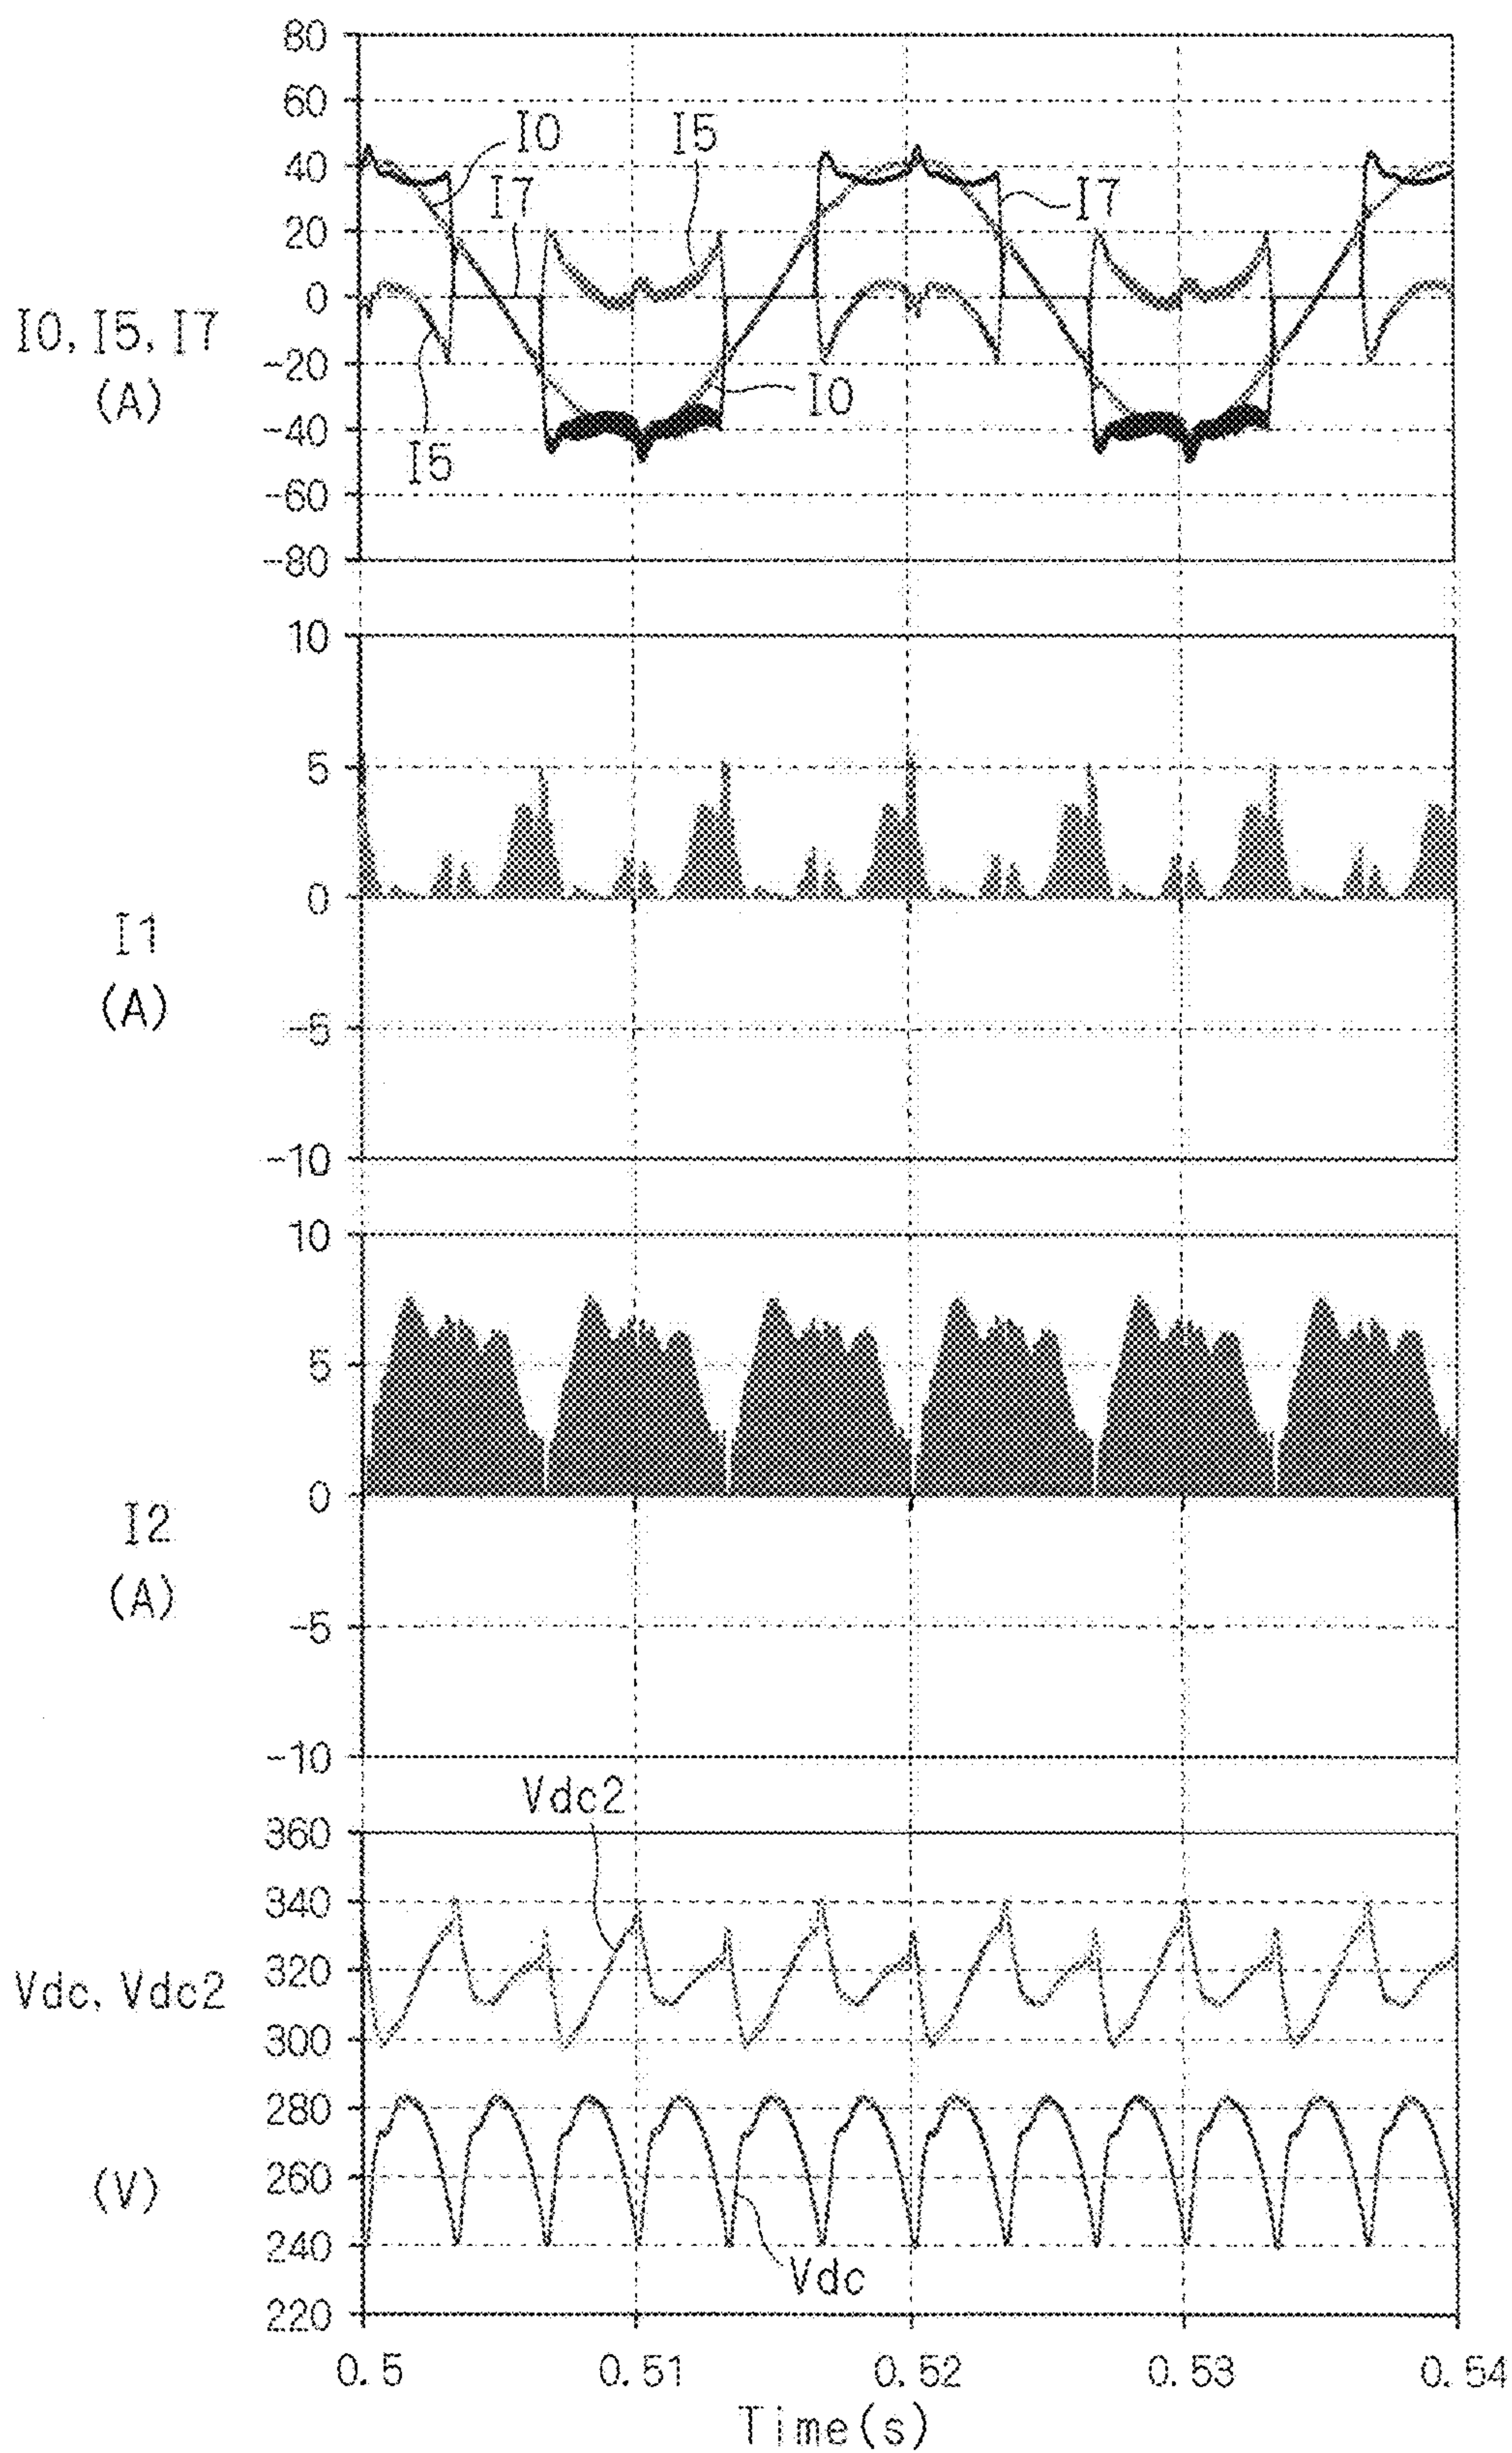 80
60
40
20
0
-20
-40
-60
-80
I0, I5, I7
(A)
I0
I7
I5
I7
I0
I5
10
5
0
-5
-10
I1
(A)
10
5
0
-5
-10
I2
(A)
Vdc2
360
340
320
300
280
260
240
220
Vdc, Vdc2
(V)
Vdc
0.5 0.51 0.52 0.53 0.54
Time(s)